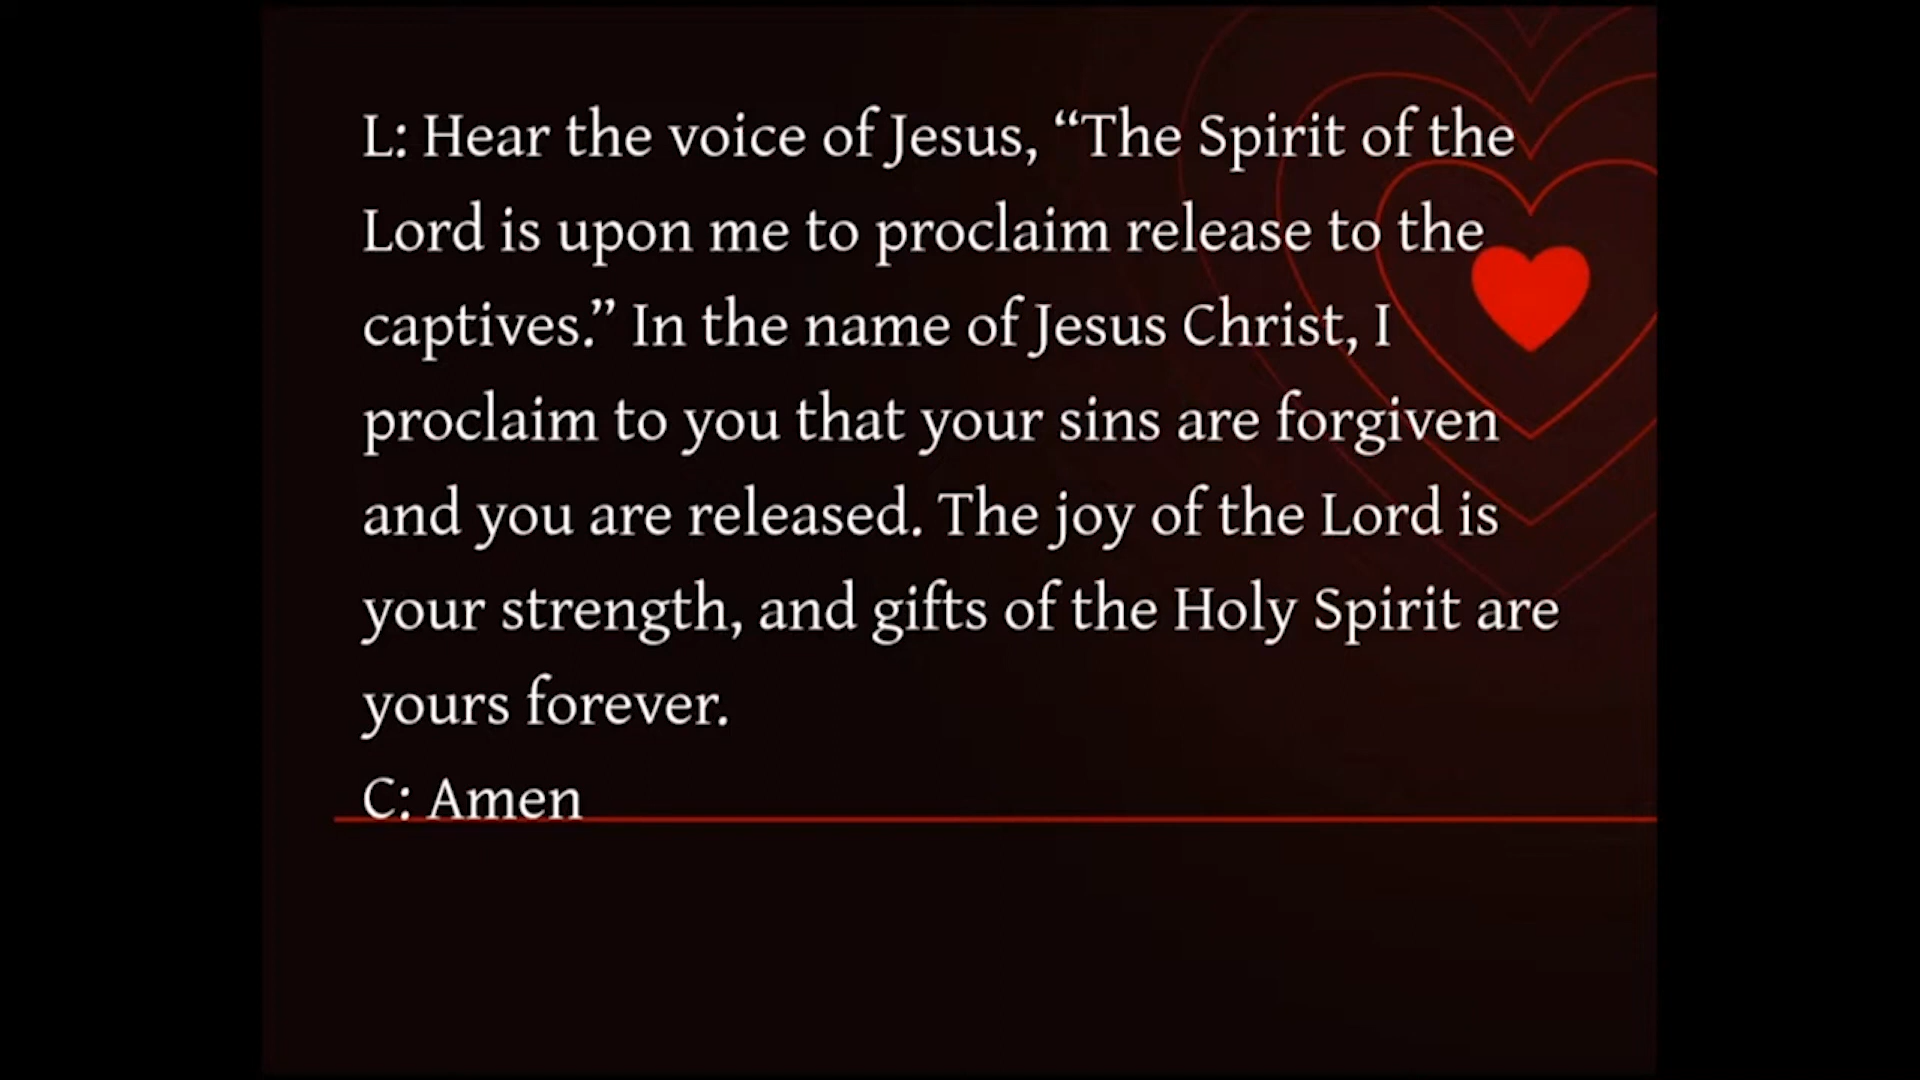 L: Hear the voice of Jesus, “The Spirit of the
Lord is upon me to proclaim release to the
captives.” In the name of Jesus Christ, I
proclaim to you that your sins are forgiven
and you are released. The joy of the Lord is
your strength, and gifts of the Holy Spirit are
yours forever.
C: Amen